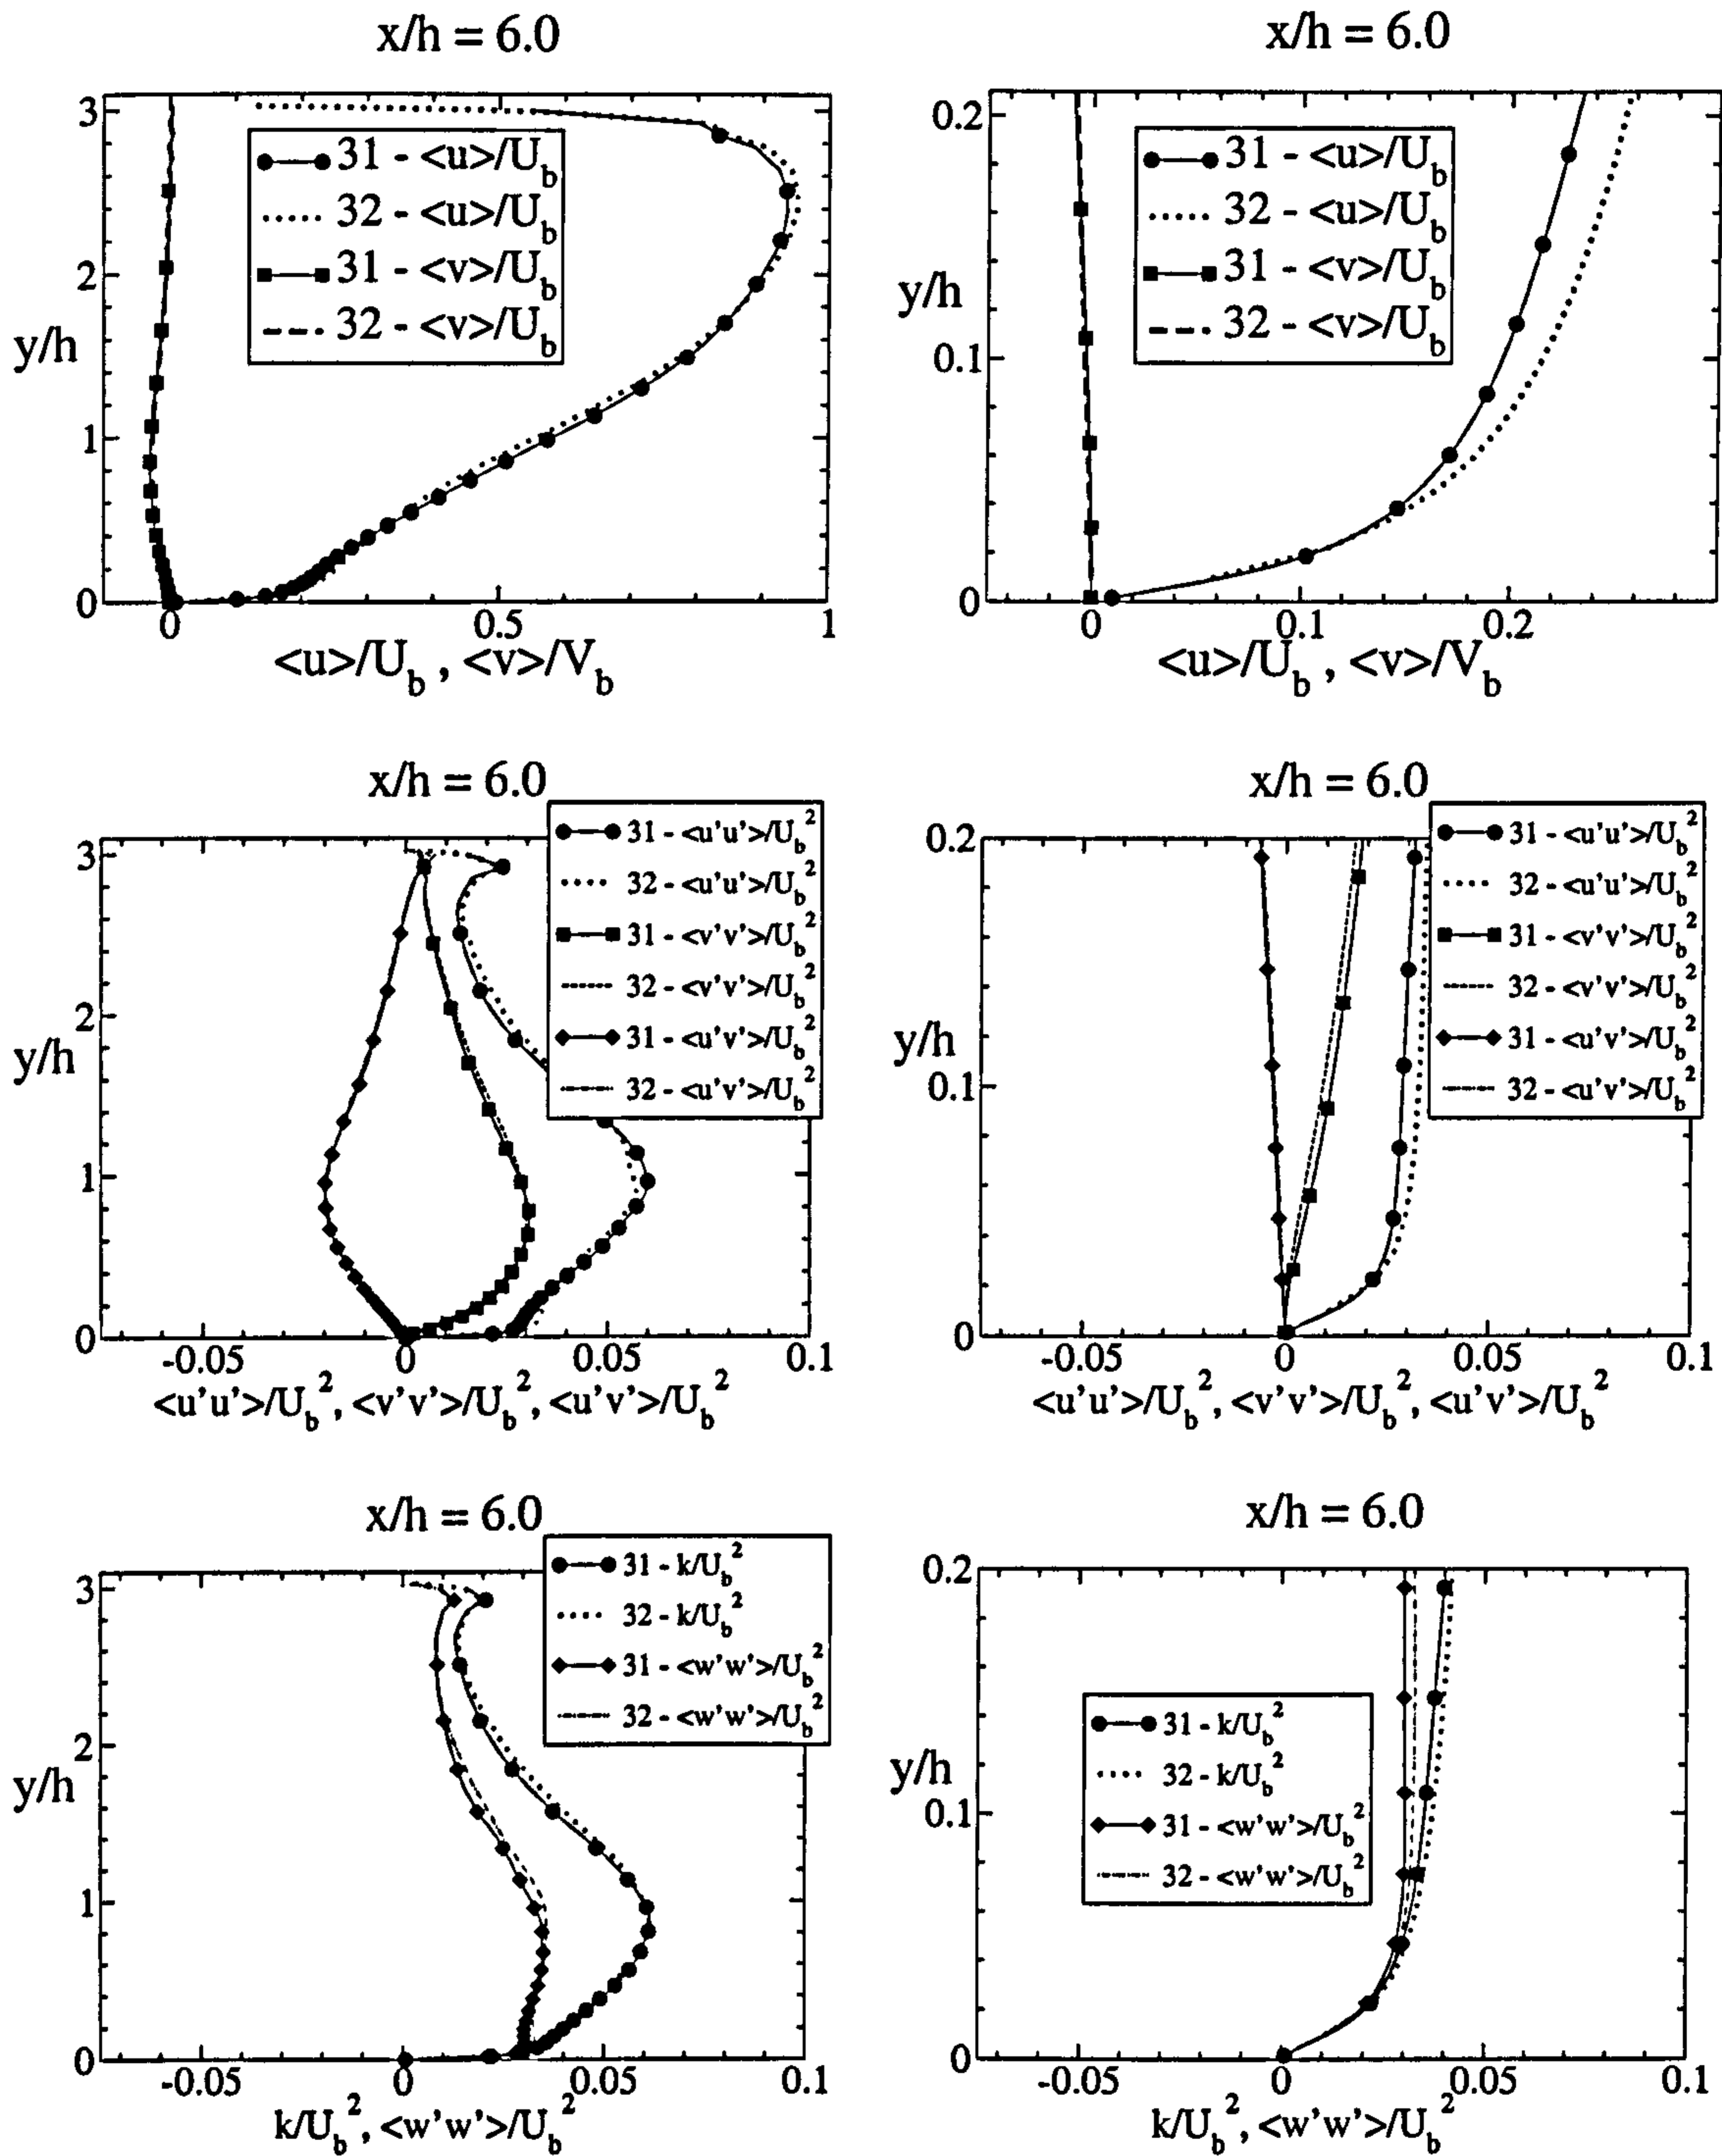 x/h = 6.0
3
2
y/h
1
0
31 - <u>/U_b
32 - <u>/U_b
31 - <v>/U_b
32 - <v>/U_b
0
0.5
1
<u>/U_b , <v>/V_b
x/h = 6.0
0.2
y/h
0.1
0
31 - <u>/U_b
32 - <u>/U_b
31 - <v>/U_b
32 - <v>/U_b
0
0.1
0.2
<u>/U_b , <v>/V_b
x/h = 6.0
3
2
y/h
1
0
31 - <u'u'>/U_b^2
32 - <u'u'>/U_b^2
31 - <v'v'>/U_b^2
32 - <v'v'>/U_b^2
31 - <u'v'>/U_b^2
32 - <u'v'>/U_b^2
-0.05
0
0.05
0.1
<u'u'>/U_b^2, <v'v'>/U_b^2, <u'v'>/U_b^2
x/h = 6.0
0.2
y/h
0.1
0
31 - <u'u'>/U_b^2
32 - <u'u'>/U_b^2
31 - <v'v'>/U_b^2
32 - <v'v'>/U_b^2
31 - <u'v'>/U_b^2
32 - <u'v'>/U_b^2
-0.05
0
0.05
0.1
<u'u'>/U_b^2, <v'v'>/U_b^2, <u'v'>/U_b^2
x/h = 6.0
3
2
y/h
1
0
31 - k/U_b^2
32 - k/U_b^2
31 - <w'w'>/U_b^2
32 - <w'w'>/U_b^2
-0.05
0
0.05
0.1
k/U_b^2, <w'w'>/U_b^2
x/h = 6.0
0.2
y/h
0.1
0
31 - k/U_b^2
32 - k/U_b^2
31 - <w'w'>/U_b^2
32 - <w'w'>/U_b^2
-0.05
0
0.05
0.1
k/U_b^2, <w'w'>/U_b^2